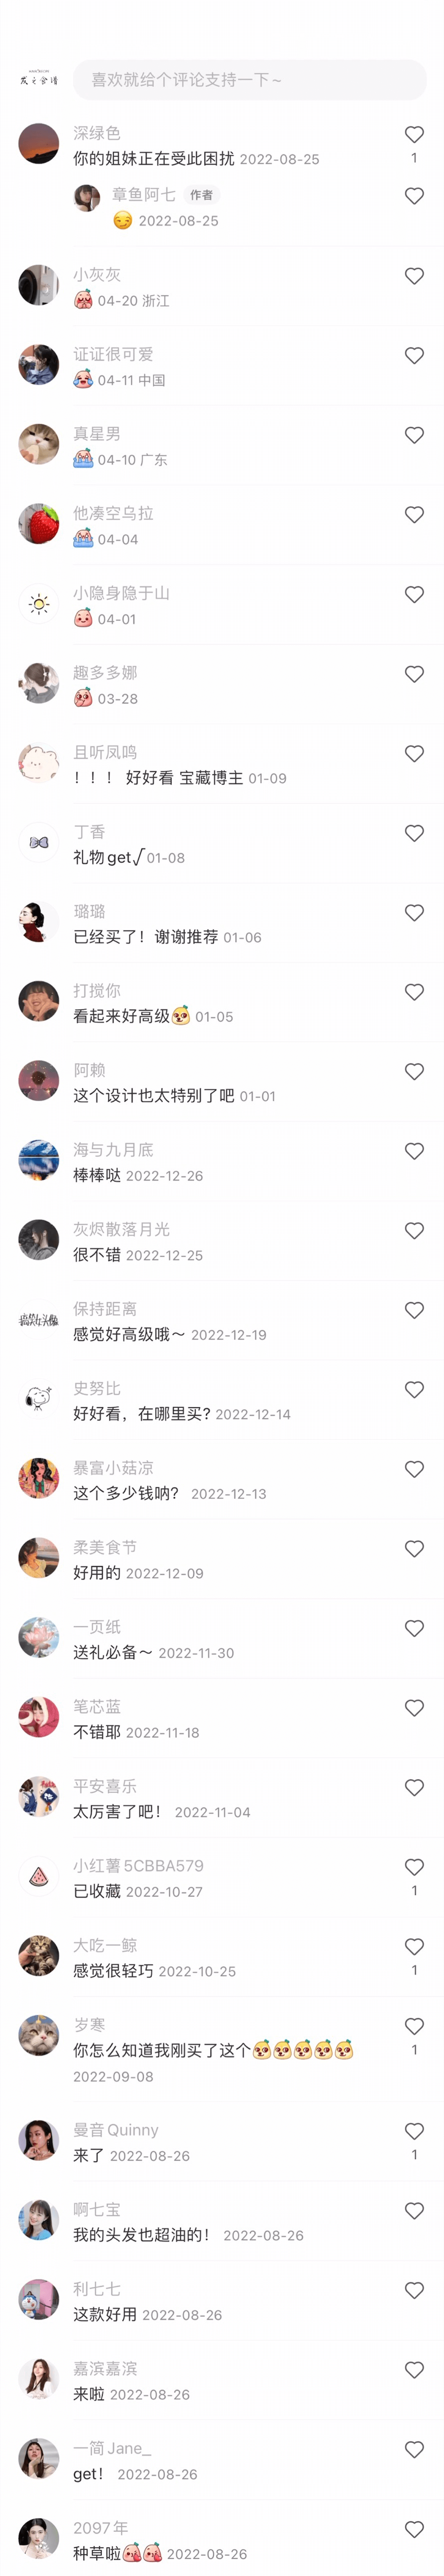 喜欢就给个评论支持一下~
深绿色
你的姐妹正在受此困扰 2022-08-25
1
章鱼阿七 作者
2022-08-25
小灰灰
04-20 浙江
证证很可爱
04-11 中国
真星男
04-10 广东
他凑空乌拉
04-04
小隐身隐于山
04-01
趣多多娜
03-28
且听凤鸣
！！！ 好好看 宝藏博主 01-09
丁香
礼物get√ 01-08
璐璐
已经买了！谢谢推荐 01-06
打搅你
看起来好高级 01-05
阿赖
这个设计也太特别了吧 01-01
海与九月底
棒棒哒 2022-12-26
灰烬散落月光
很不错 2022-12-25
保持距离
感觉好高级哦～ 2022-12-19
史努比
好好看，在哪里买? 2022-12-14
暴富小菇凉
这个多少钱呐？ 2022-12-13
柔美食节
好用的 2022-12-09
一页纸
送礼必备～ 2022-11-30
笔芯蓝
不错耶 2022-11-18
平安喜乐
太厉害了吧！ 2022-11-04
小红薯5CBBA579
已收藏 2022-10-27
1
大吃一鲸
感觉很轻巧 2022-10-25
1
岁寒
你怎么知道我刚买了这个
1
2022-09-08
曼音Quinny
来了 2022-08-26
1
啊七宝
我的头发也超油的！ 2022-08-26
利七七
这款好用 2022-08-26
嘉滨嘉滨
来啦 2022-08-26
一简Jane_
get！ 2022-08-26
2097年
种草啦 2022-08-26